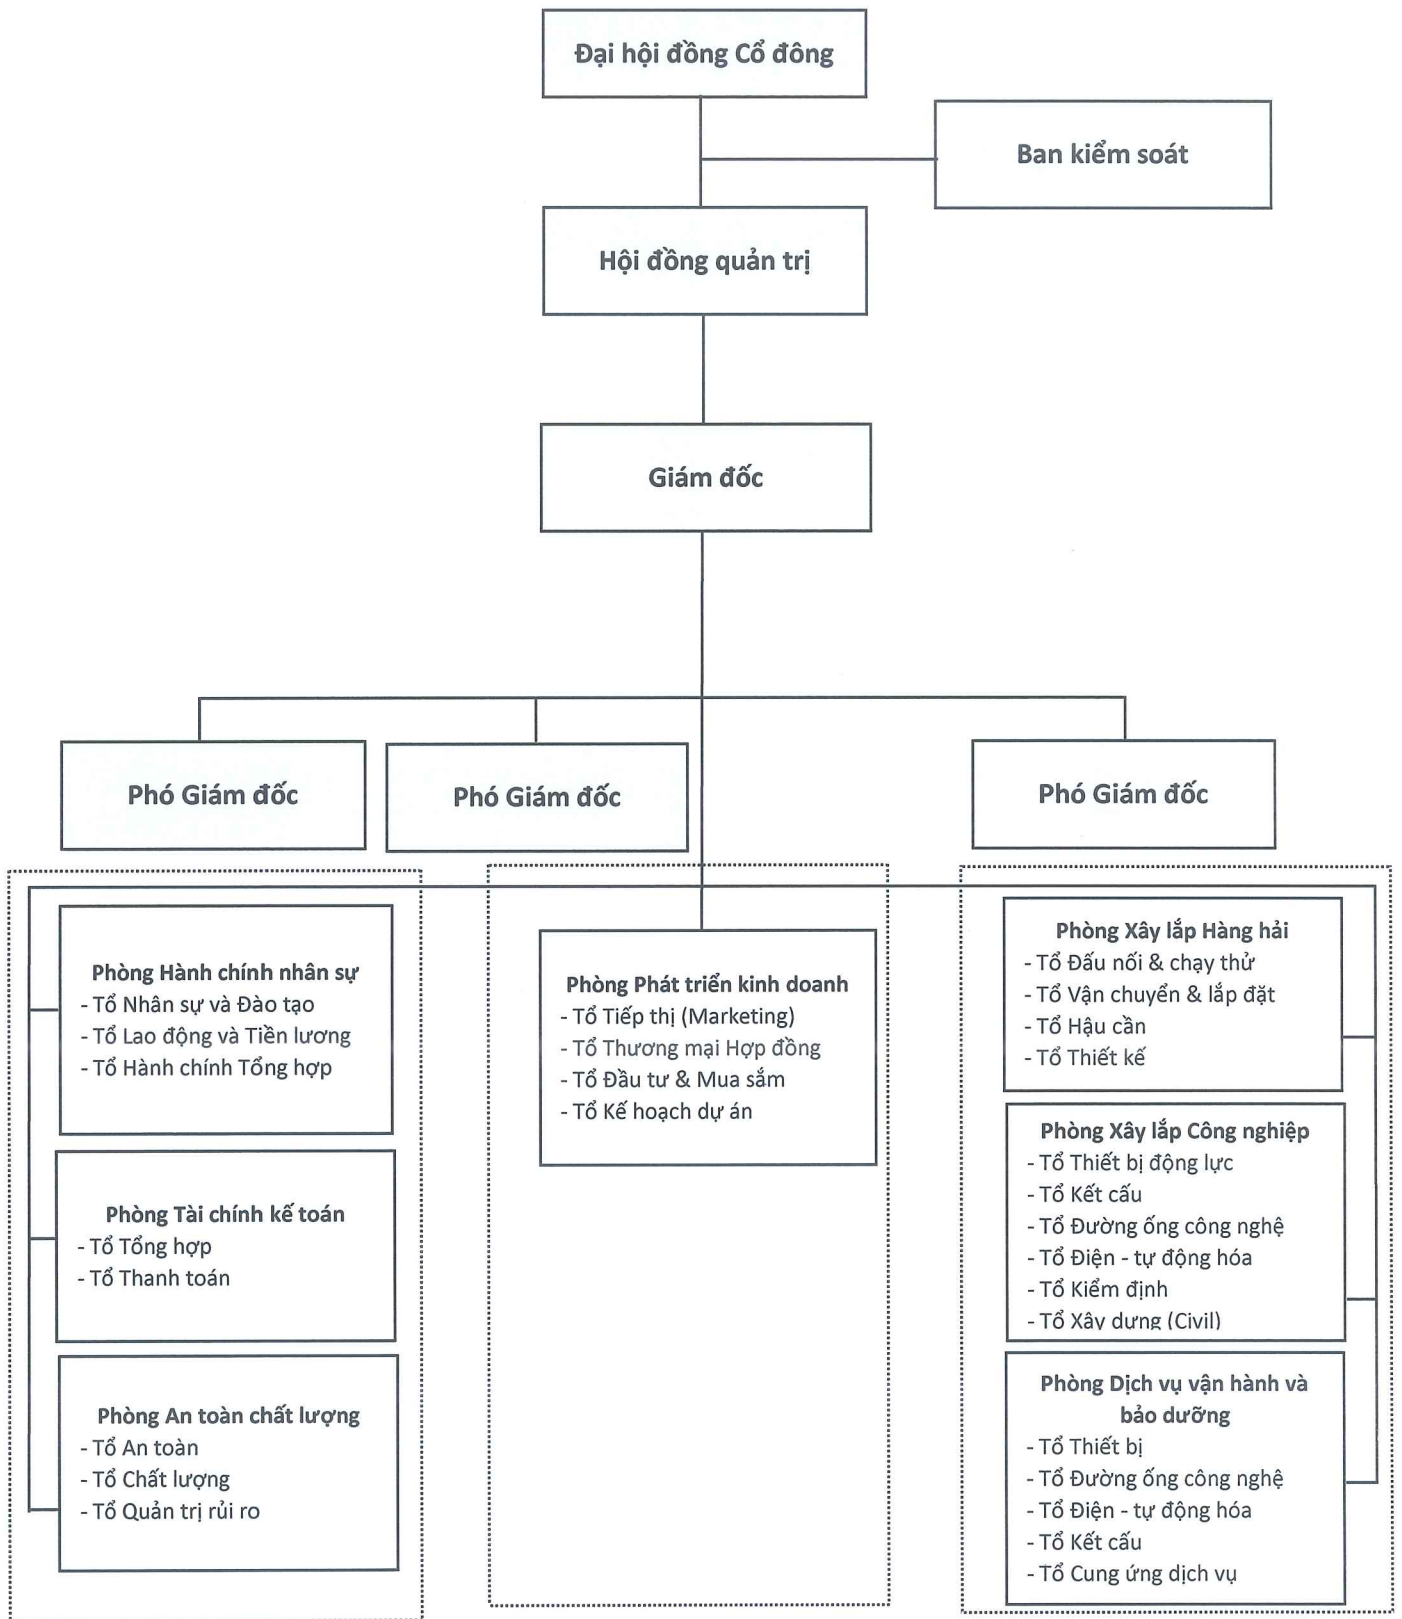 Đại hội đồng Cổ đông
Ban kiểm soát
Hội đồng quản trị
Giám đốc
Phó Giám đốc
Phó Giám đốc
Phó Giám đốc
Phòng Hành chính nhân sự
- Tổ Nhân sự và Đào tạo
- Tổ Lao động và Tiền lương
- Tổ Hành chính Tổng hợp
Phòng Tài chính kế toán
- Tổ Tổng hợp
- Tổ Thanh toán
Phòng An toàn chất lượng
- Tổ An toàn
- Tổ Chất lượng
- Tổ Quản trị rủi ro
Phòng Phát triển kinh doanh
- Tổ Tiếp thị (Marketing)
- Tổ Thương mại Hợp đồng
- Tổ Đầu tư & Mua sắm
- Tổ Kế hoạch dự án
Phòng Xây lắp Hàng hải
- Tổ Đấu nối & chạy thử
- Tổ Vận chuyển & lắp đặt
- Tổ Hậu cần
- Tổ Thiết kế
Phòng Xây lắp Công nghiệp
- Tổ Thiết bị động lực
- Tổ Kết cấu
- Tổ Đường ống công nghệ
- Tổ Điện - tự động hóa
- Tổ Kiểm định
- Tổ Xây dựng (Civil)
Phòng Dịch vụ vận hành và
bảo dưỡng
- Tổ Thiết bị
- Tổ Đường ống công nghệ
- Tổ Điện - tự động hóa
- Tổ Kết cấu
- Tổ Cung ứng dịch vụ